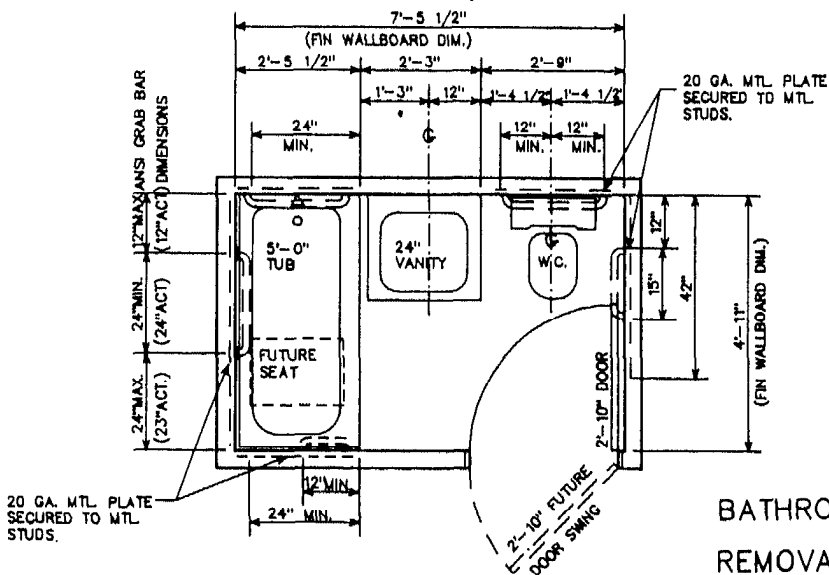 7'-5 1/2"
(FIN WALLBOARD DIM.)
2'-5 1/2"
2'-3"
2'-9"
1'-3"
12"
1'-4 1/2"
1'-4 1/2"
20 GA. MTL PLATE
SECURED TO MTL
STUDS.
24"
MIN.
12"
MIN.
12"
MIN.
ANSI GRAB BAR
DIMENSIONS
12"MAX.
(12"ACT)
24"MIN.
(24"ACT)
24"MAX.
(23"ACT.)
5'-0"
TUB
24"
VANITY
W.C.
FUTURE
SEAT
12"
15"
42"
4'-11"
(FIN WALLBOARD DIM.)
2'-10" DOOR
2'-10" FUTURE
DOOR SWING
12"MIN
24" MIN.
20 GA. MTL PLATE
SECURED TO MTL
STUDS.
BATHRO
REMOVA